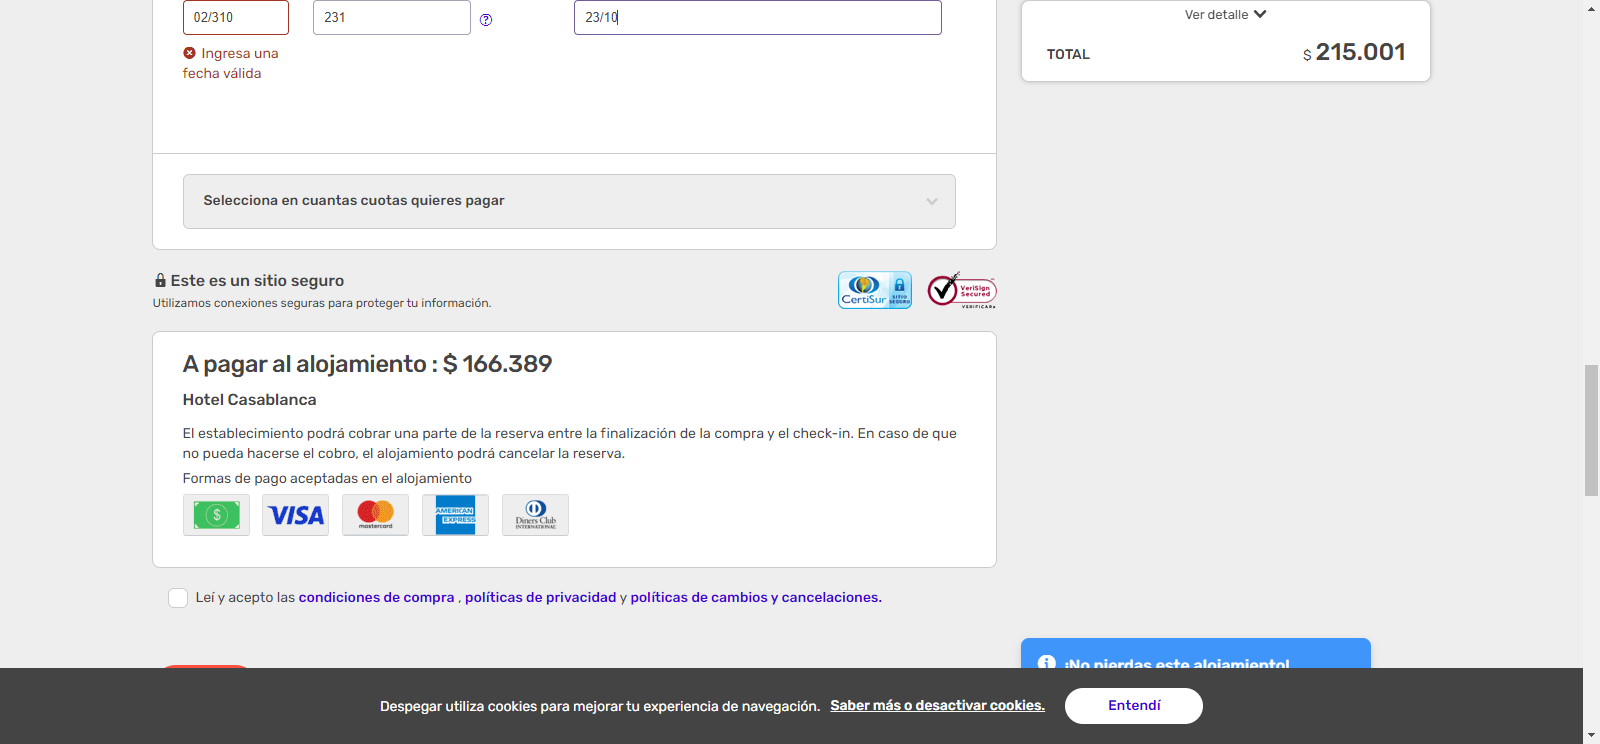 02/310
231
23/10
Ingresa una
fecha válida
Ver detalle
TOTAL
$ 215.001
Selecciona en cuantas cuotas quieres pagar
Este es un sitio seguro
Utilizamos conexiones seguras para proteger tu información.
CertiSur
SITIO
SEGURO
VeriSign
Secured
VERIFICAR
A pagar al alojamiento : $ 166.389
Hotel Casablanca
El establecimiento podrá cobrar una parte de la reserva entre la finalización de la compra y el check-in. En caso de que
no pueda hacerse el cobro, el alojamiento podrá cancelar la reserva.
Formas de pago aceptadas en el alojamiento
$
VISA
mastercard
AMERICAN
EXPRESS
Diners Club
INTERNATIONAL
Leí y acepto las condiciones de compra , políticas de privacidad y políticas de cambios y cancelaciones.
¡No pierdas este alojamiento!
Despegar utiliza cookies para mejorar tu experiencia de navegación. Saber más o desactivar cookies.
Entendí